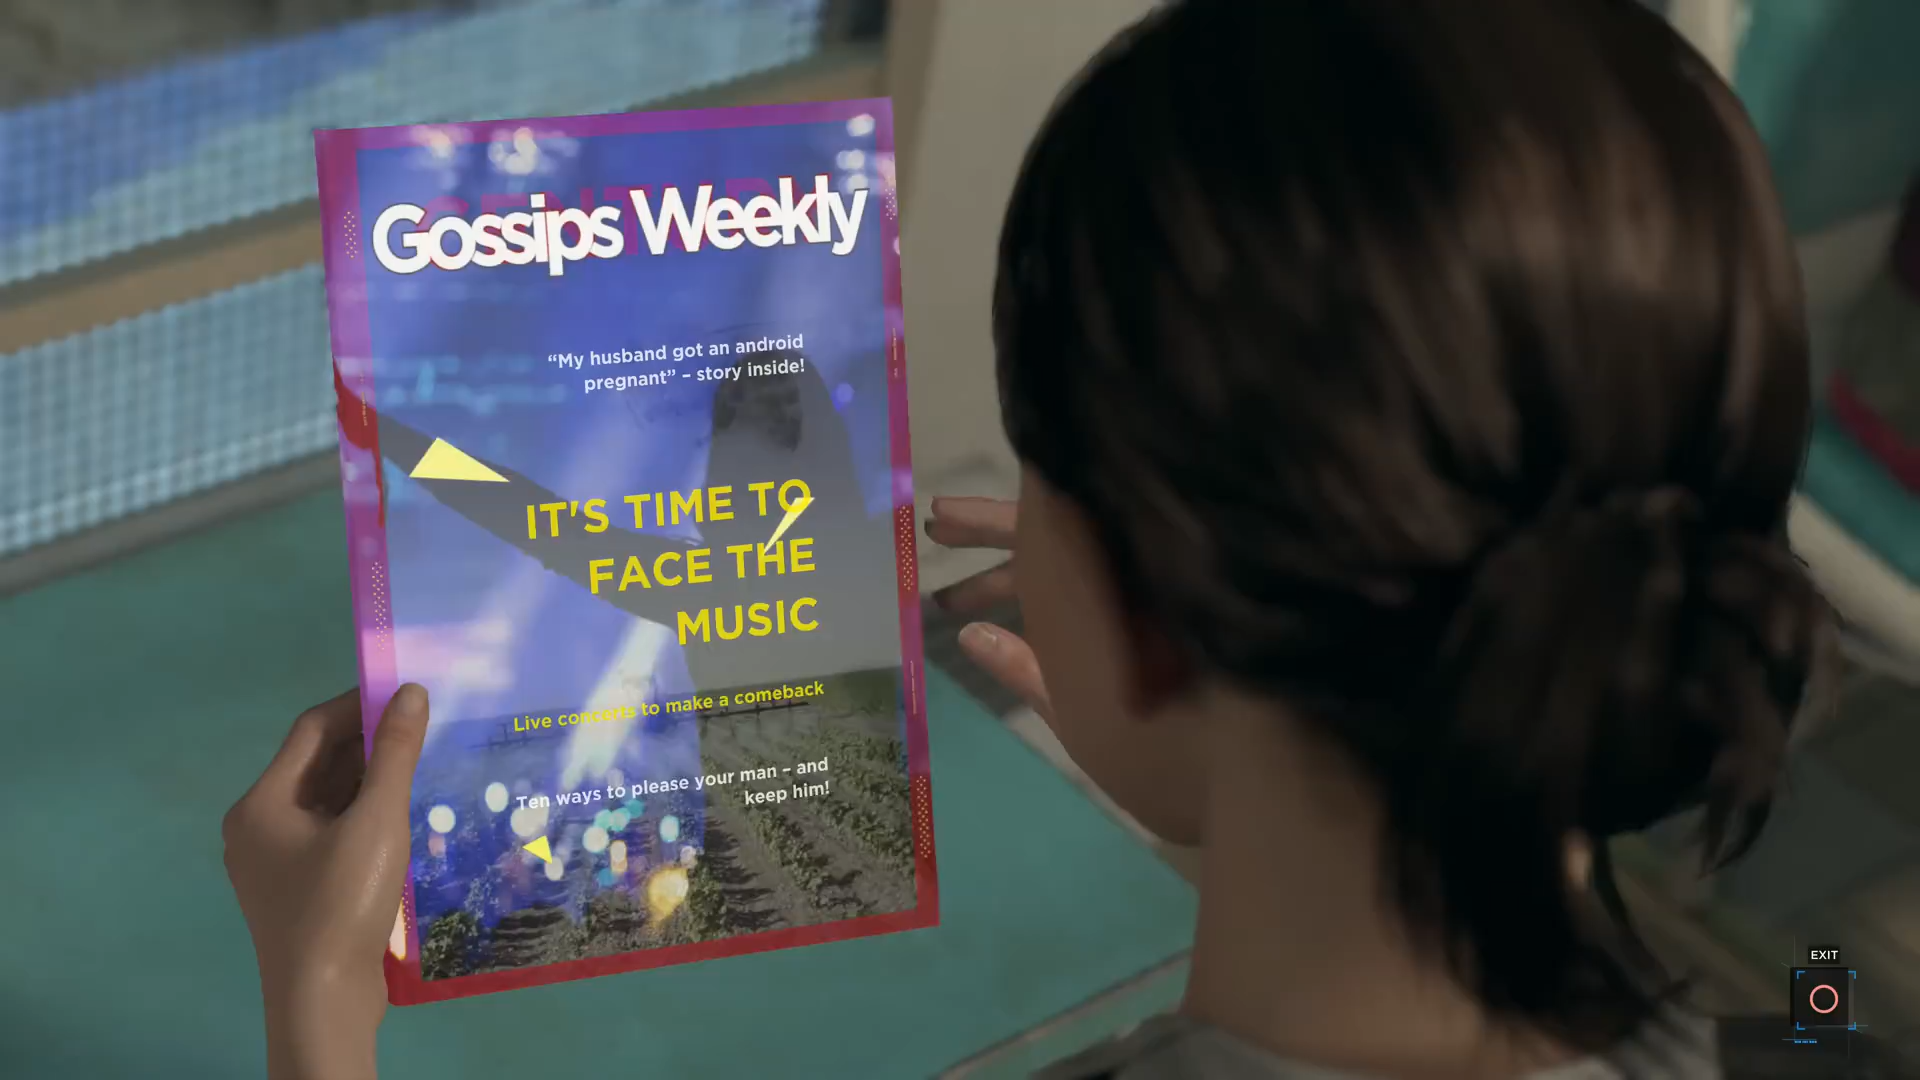 Gossips Weekly
“My husband got an android
pregnant” – story inside!
IT'S TIME TO
FACE THE
MUSIC
Live concerts to make a comeback
Ten ways to please your man – and
keep him!
EXIT